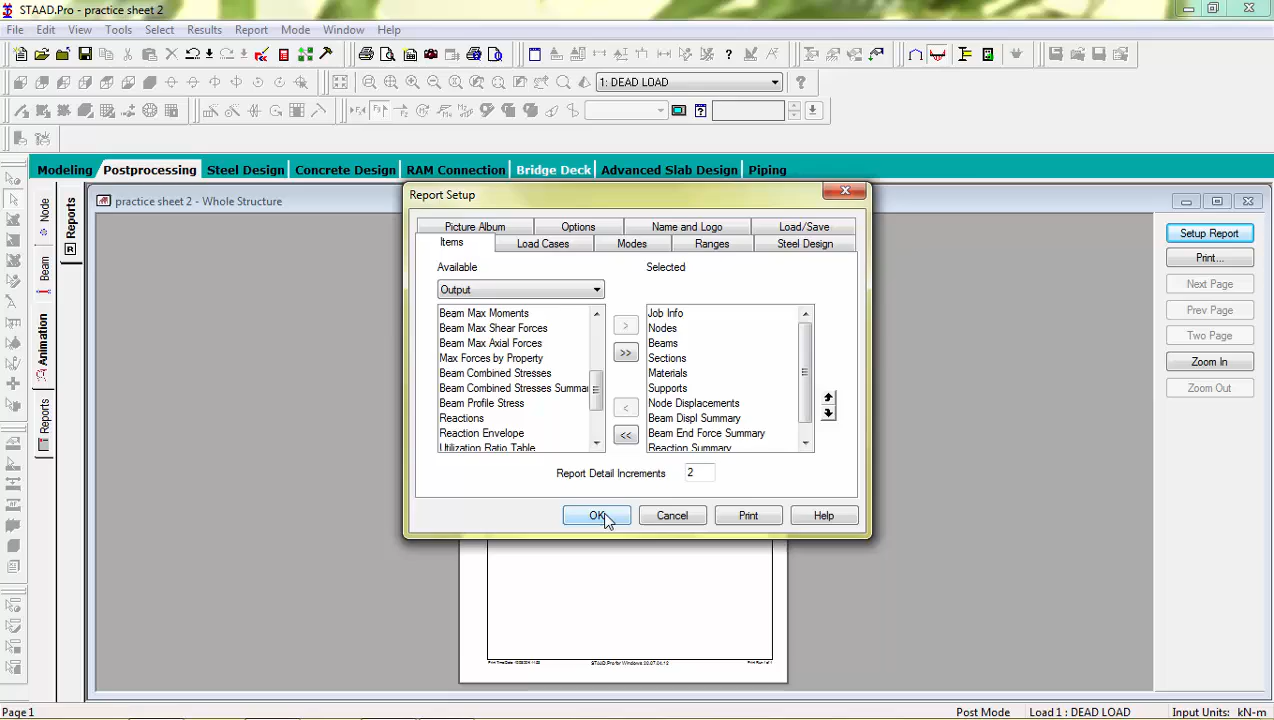 STAAD.Pro - practice sheet 2
File Edit View Tools Select Results Report Mode Window Help
1: DEAD LOAD
Modeling Postprocessing Steel Design Concrete Design RAM Connection Bridge Deck Advanced Slab Design Piping
practice sheet 2 - Whole Structure
Node
Beam
Animation
Reports
Reports
Report Setup
Picture Album Options Name and Logo Load/Save
Items Load Cases Modes Ranges Steel Design
Available Selected
Output
Beam Max Moments
Beam Max Shear Forces
Beam Max Axial Forces
Max Forces by Property
Beam Combined Stresses
Beam Combined Stresses Summar
Beam Profile Stress
Reactions
Reaction Envelope
Utilization Ratio Table
>
>>
<
<<
Job Info
Nodes
Beams
Sections
Materials
Supports
Node Displacements
Beam Displ Summary
Beam End Force Summary
Reaction Summary
Report Detail Increments 2
OK Cancel Print Help
Setup Report
Print...
Next Page
Prev Page
Two Page
Zoom In
Zoom Out
Page 1 Post Mode Load 1 : DEAD LOAD Input Units: kN-m